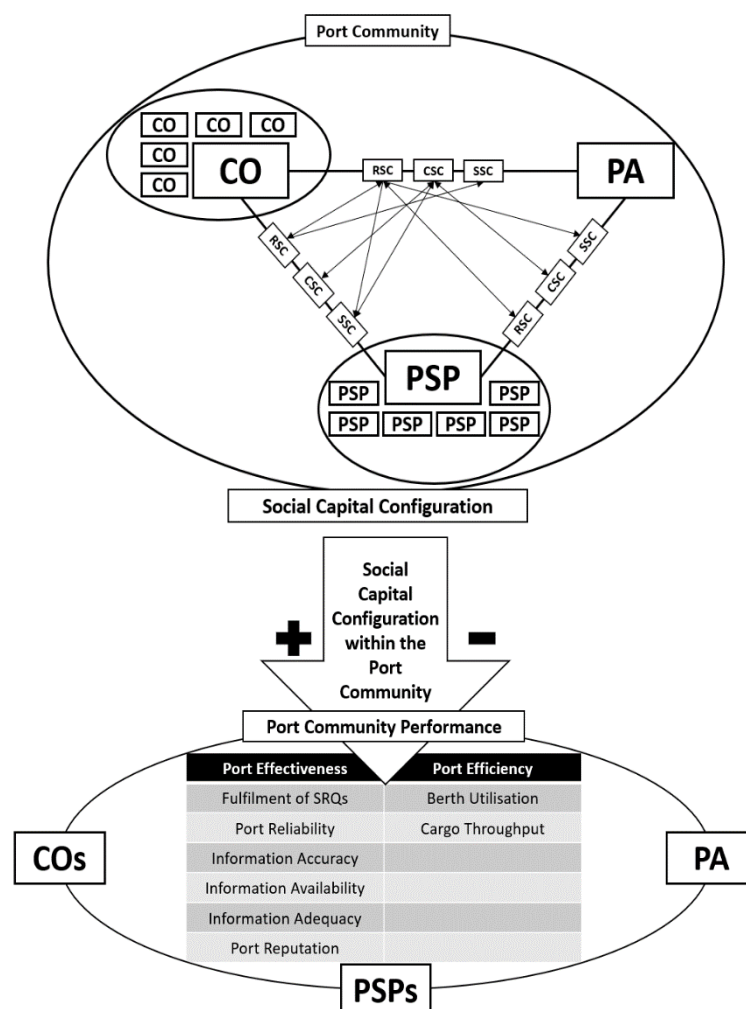 Port Community
CO CO CO
CO
CO
CO
RSC CSC SSC
PA
RSC
CSC
SSC
SSC
CSC
RSC
PSP
PSP PSP
PSP PSP PSP PSP
Social Capital Configuration
Social
Capital
Configuration
within the
Port
Community
+ -
Port Community Performance
Port Effectiveness Port Efficiency
Fulfilment of SRQs Berth Utilisation
Port Reliability Cargo Throughput
Information Accuracy
Information Availability
Information Adequacy
Port Reputation
COs
PA
PSPs